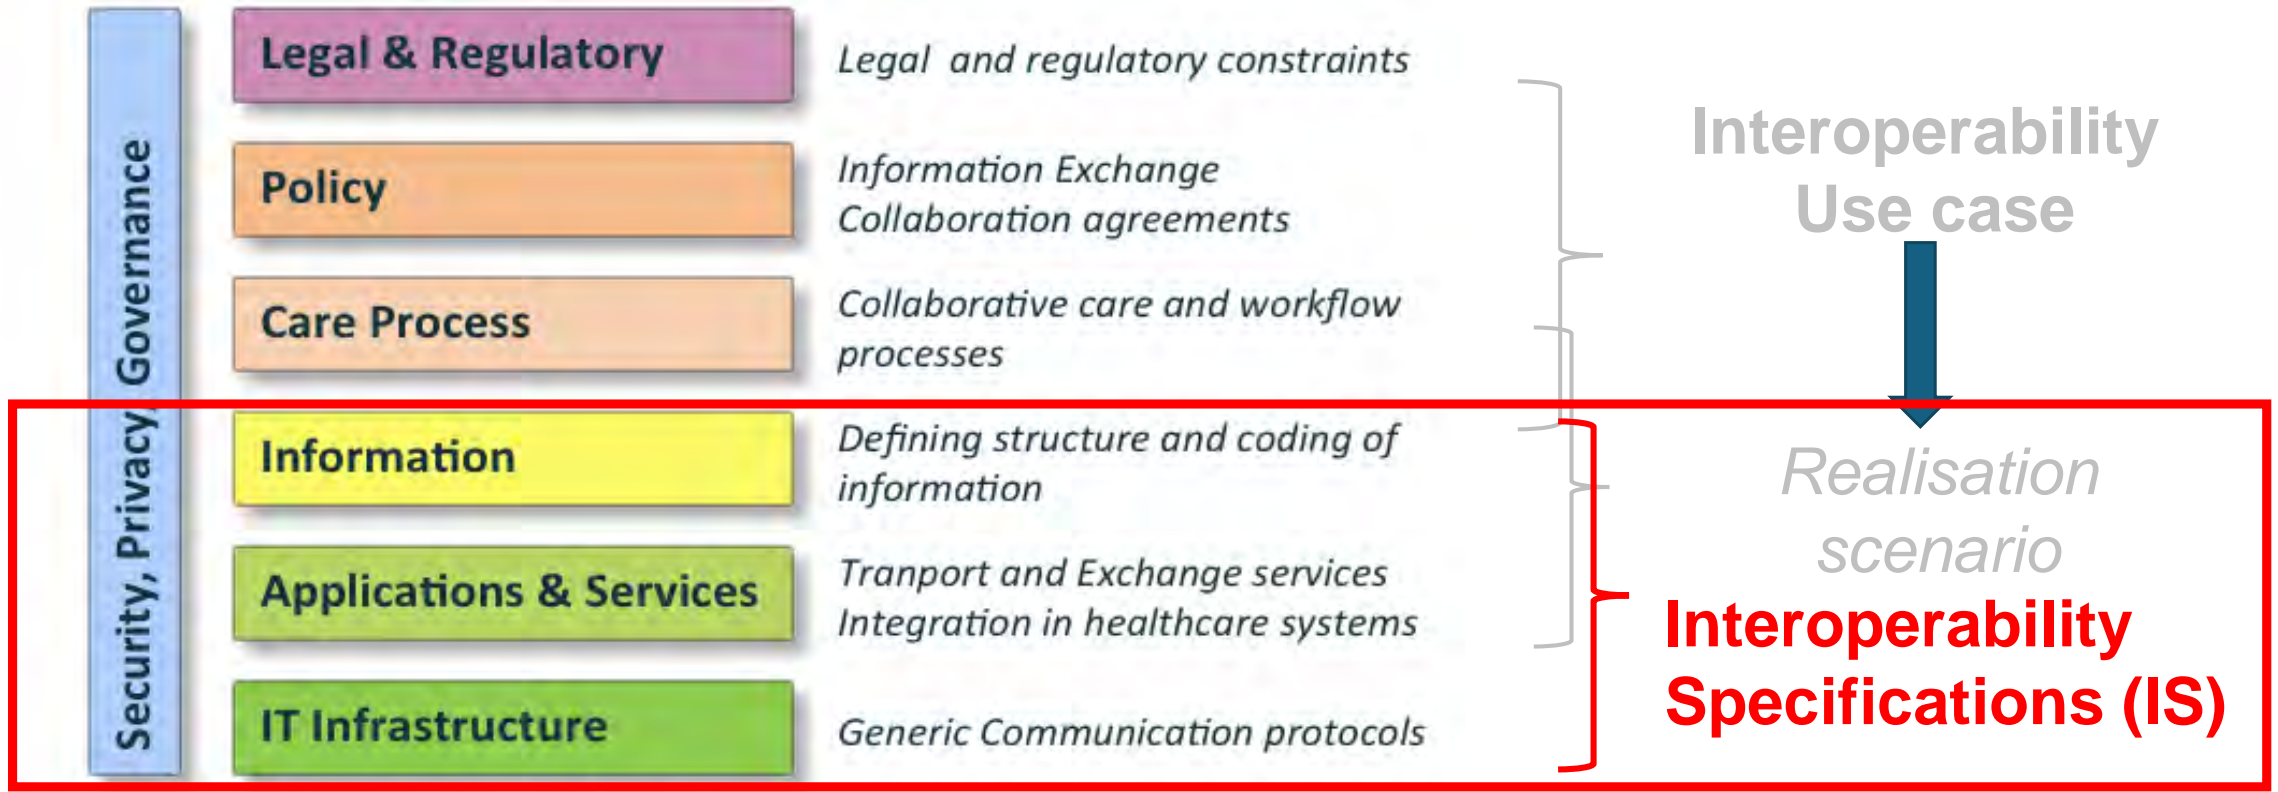 Security, Privacy, Governance
Legal & Regulatory
Legal and regulatory constraints
Policy
Information Exchange
Collaboration agreements
Care Process
Collaborative care and workflow
processes
Information
Defining structure and coding of
information
Applications & Services
Tranport and Exchange services
Integration in healthcare systems
IT Infrastructure
Generic Communication protocols
Interoperability
Use case
Realisation
scenario
Interoperability
Specifications (IS)